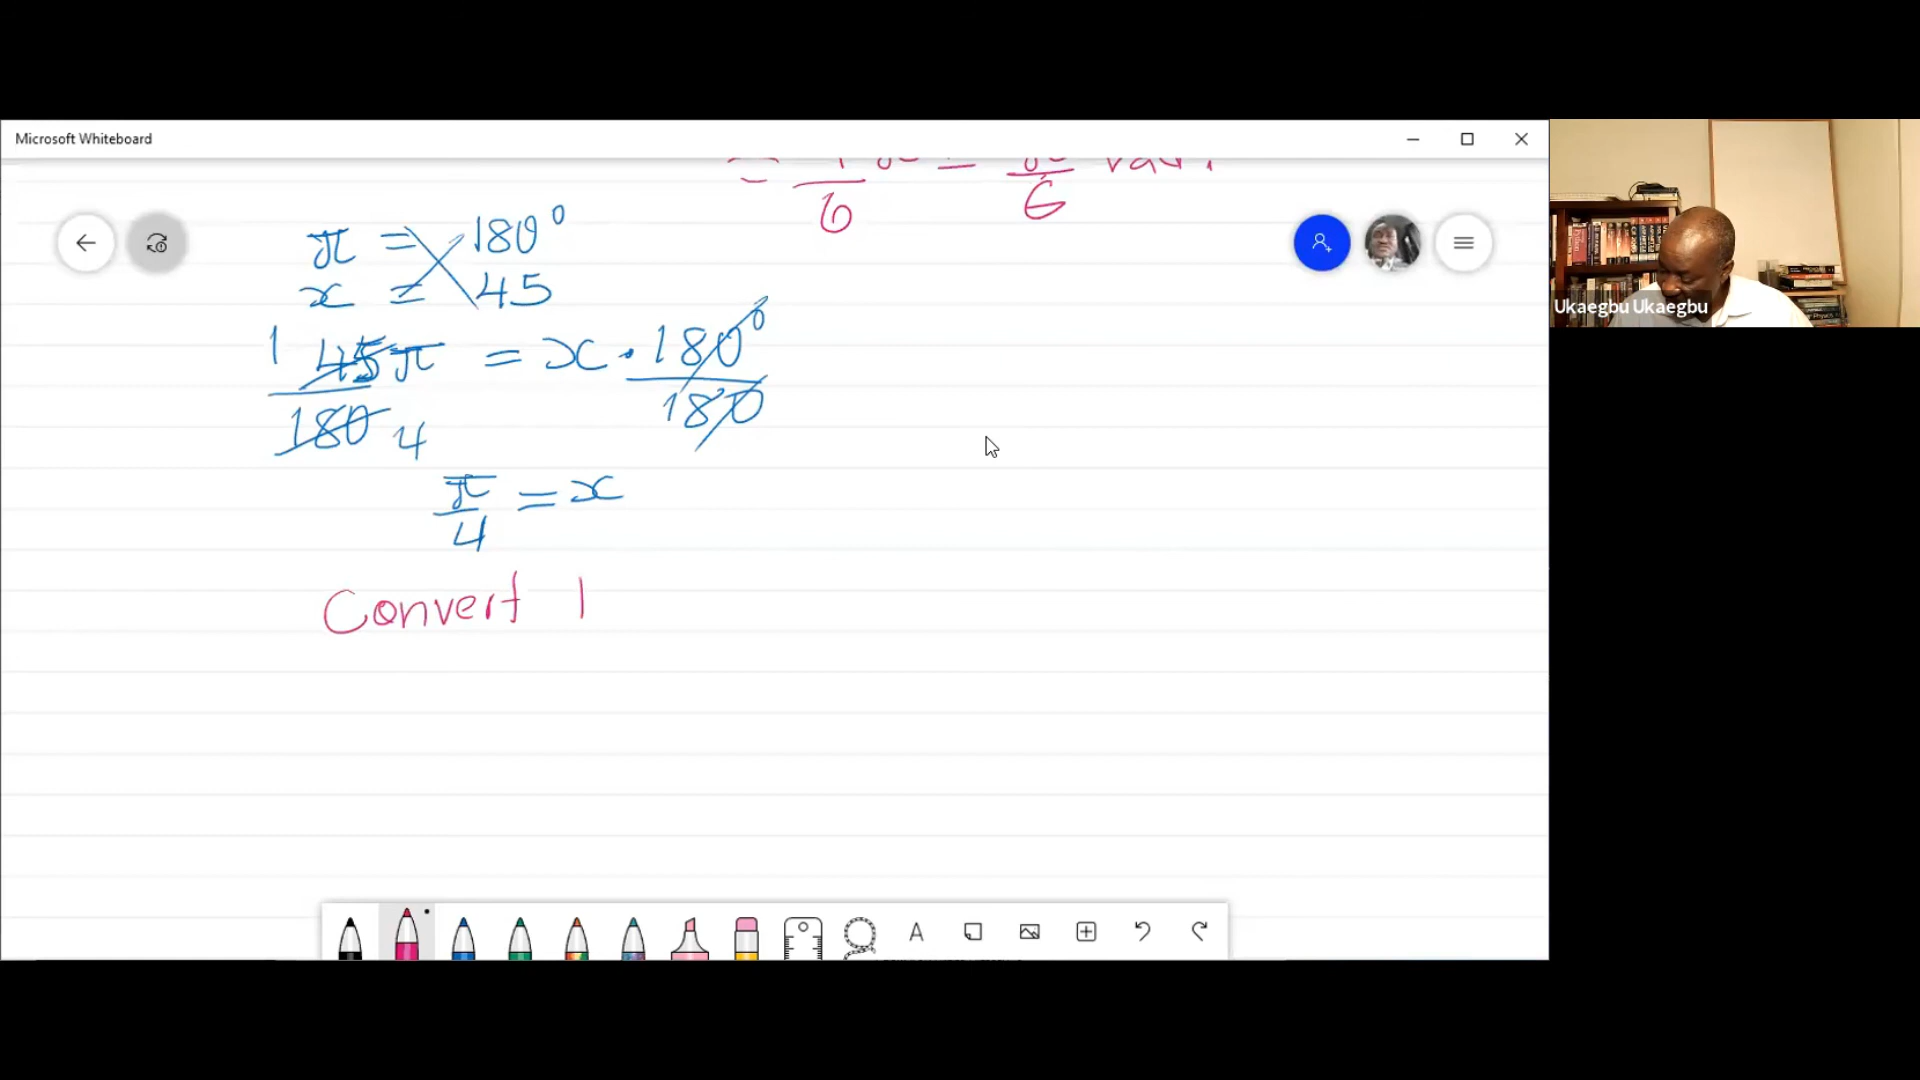 Microsoft Whiteboard
6 6
π = 180°
x = 45
1 45π = x · 180°
180 4 180
π/4 = x
Convert 1
Ukaegbu Ukaegbu
A